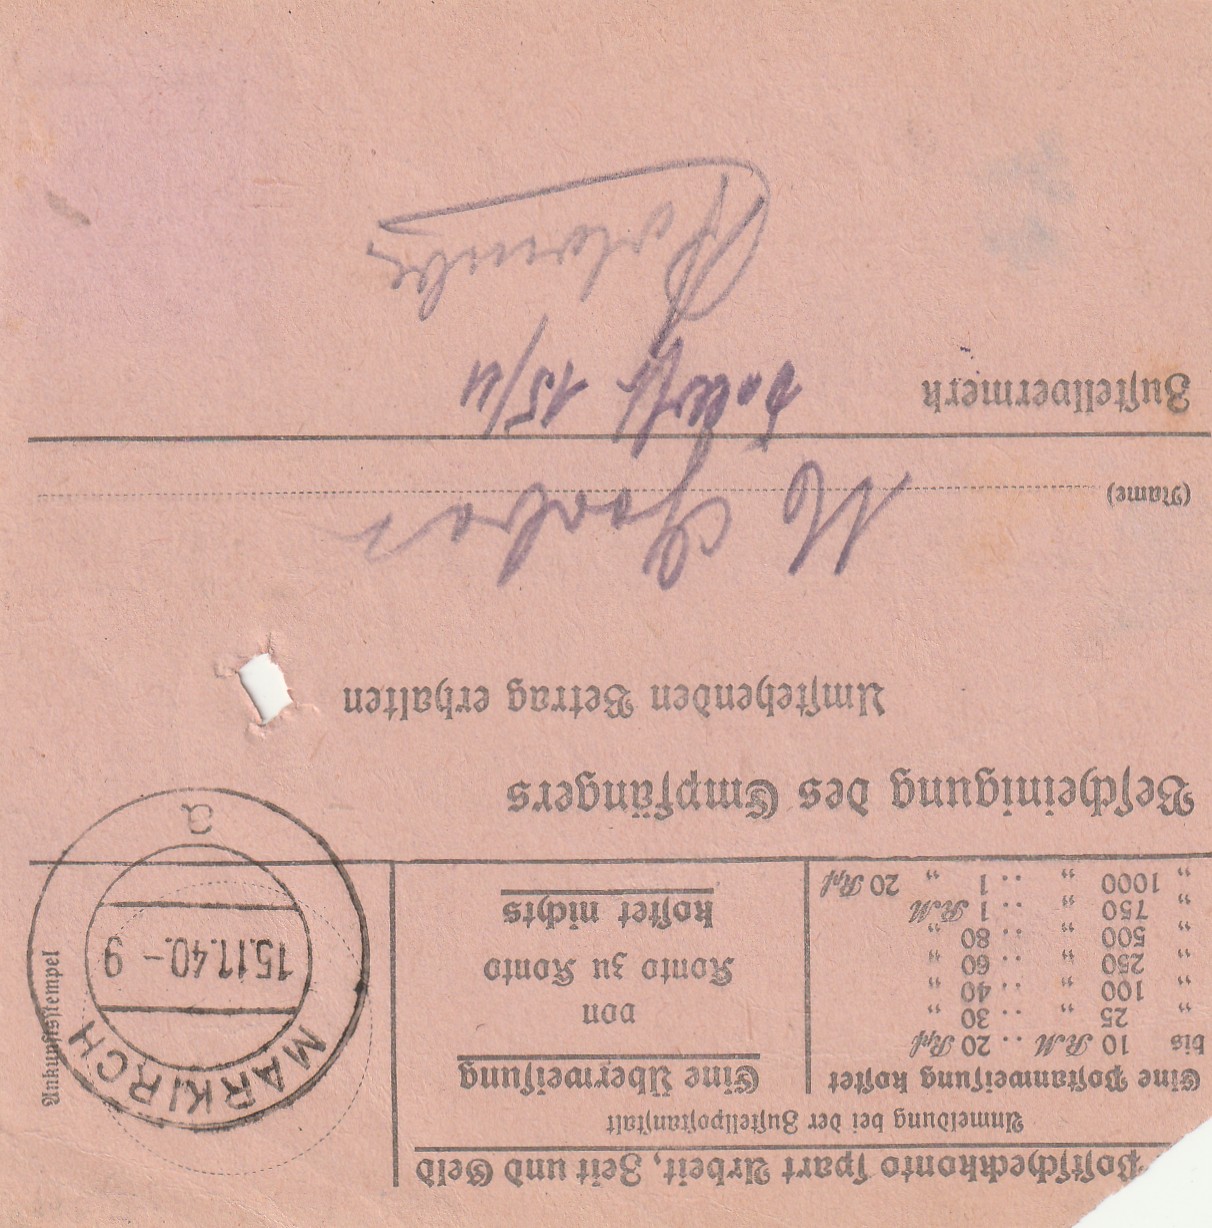 Postscheckkonto spart Arbeit, Zeit und Geld
Anmeldung bei der Zustellpostanstalt
Eine Postanweisung kostet
bis 10 RM .. 20 Rpf
" 25 " .. 30 "
" 100 " .. 40 "
" 250 " .. 60 "
" 500 " .. 80 "
" 750 " .. 1 RM
" 1000 " .. 1 " 20 Rpf
Eine Überweisung
von
Konto zu Konto
kostet nichts
Ankunftsstempel
MARKIRCH
15.11.40.-9
a
Bescheinigung des Empfängers
Umstehenden Betrag erhalten
(Name)
Zustellvermerk
15/11